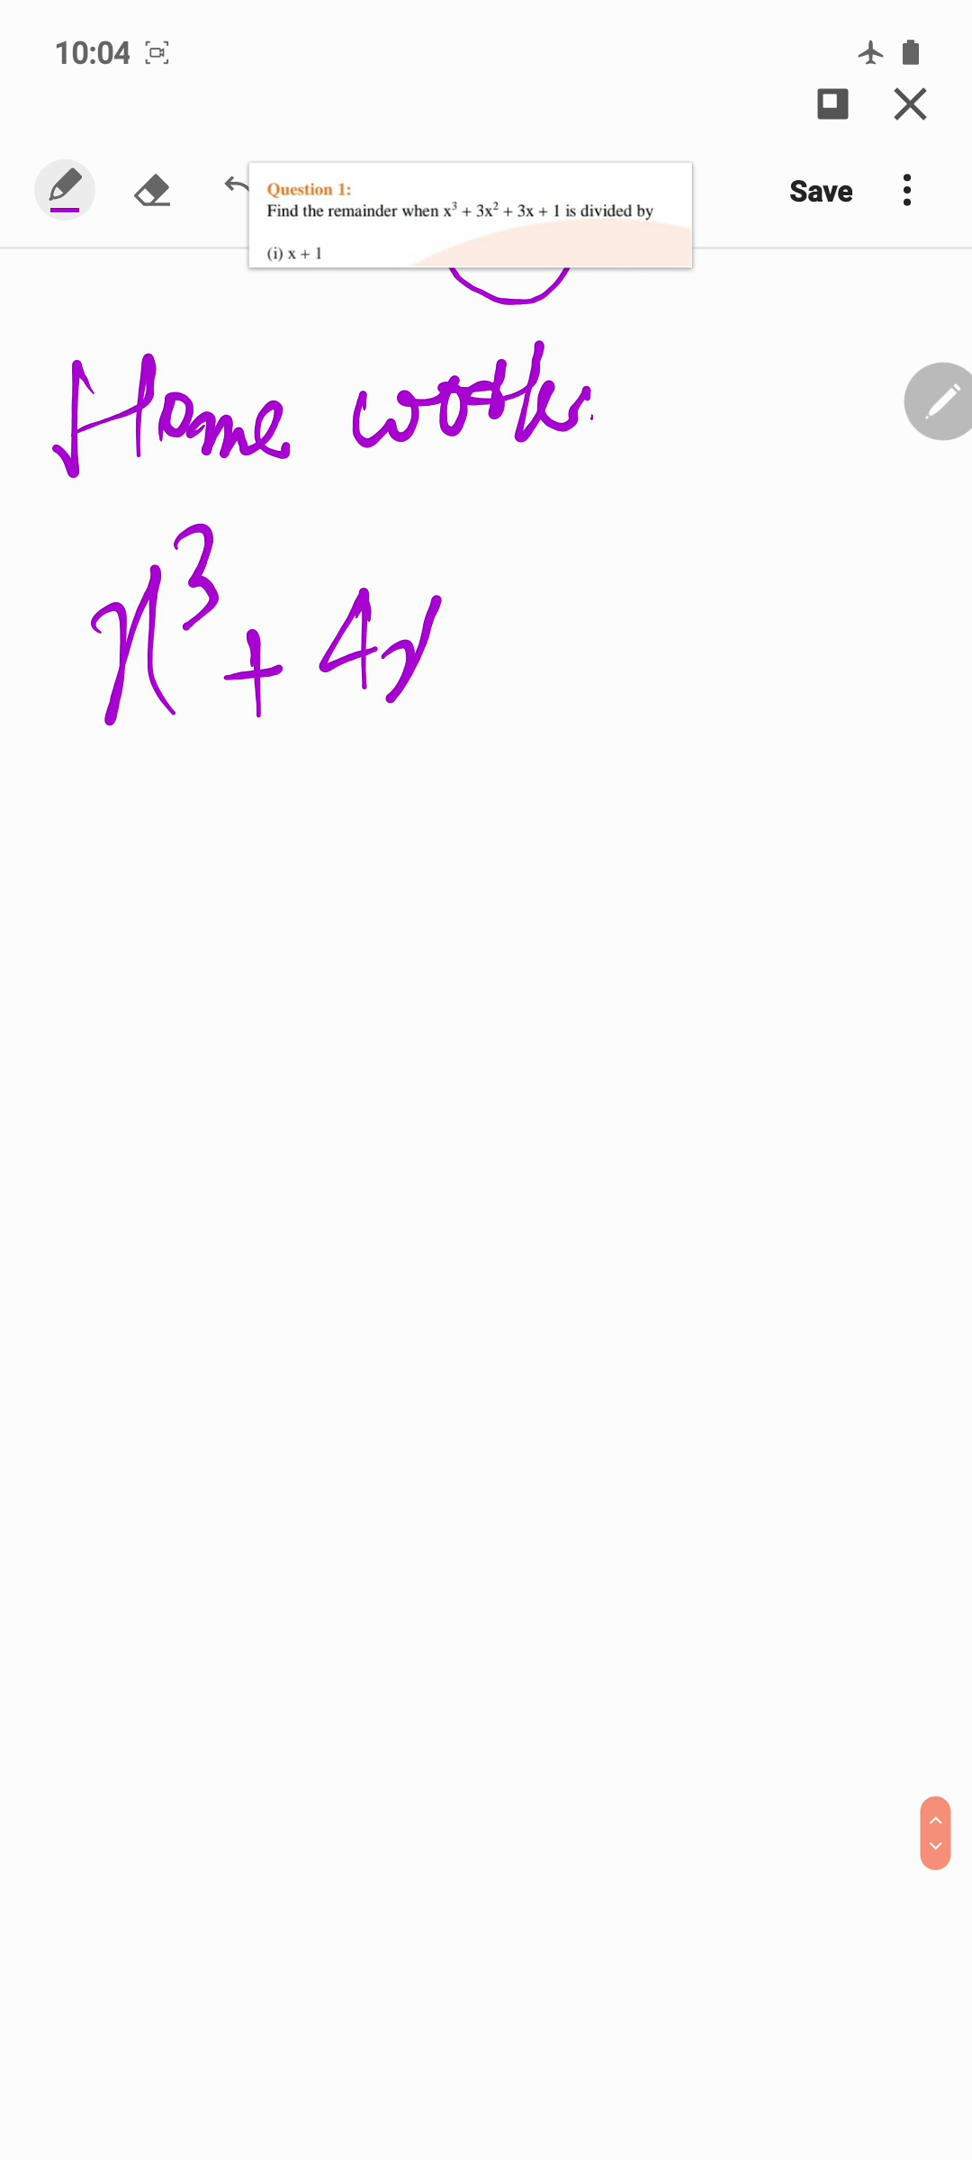 10:04
Save
Question 1:
Find the remainder when x³ + 3x² + 3x + 1 is divided by
(i) x + 1
Home work.
x³ + 4x